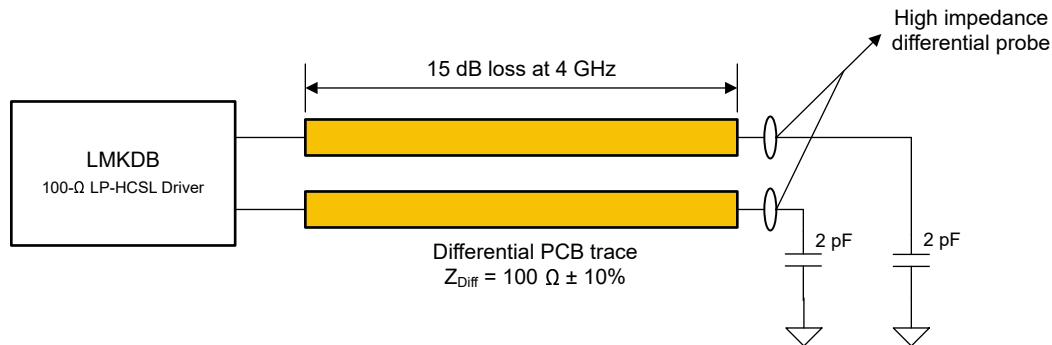 High impedance
differential probe
15 dB loss at 4 GHz
LMKDB
100-Ω LP-HCSL Driver
2 pF
2 pF
Differential PCB trace
Z_Diff = 100 Ω ± 10%